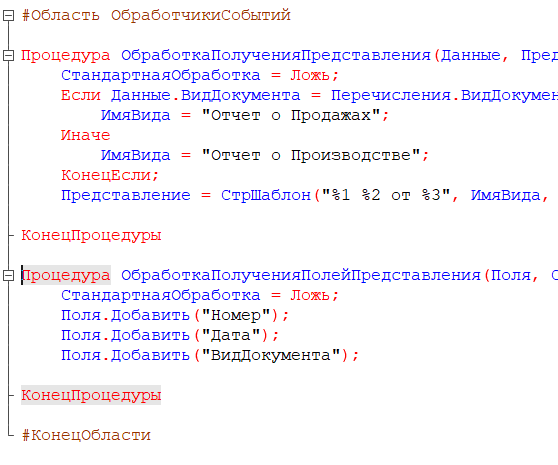 #Область ОбработчикиСобытий
Процедура ОбработкаПолученияПредставления(Данные, Пред
СтандартнаяОбработка = Ложь;
Если Данные.ВидДокумента = Перечисления.ВидДокумен
ИмяВида = "Отчет о Продажах";
Иначе
ИмяВида = "Отчет о Производстве";
КонецЕсли;
Представление = СтрШаблон("%1 %2 от %3", ИмяВида,
КонецПроцедуры
Процедура ОбработкаПолученияПолейПредставления(Поля, С
СтандартнаяОбработка = Ложь;
Поля.Добавить("Номер");
Поля.Добавить("Дата");
Поля.Добавить("ВидДокумента");
КонецПроцедуры
#КонецОбласти